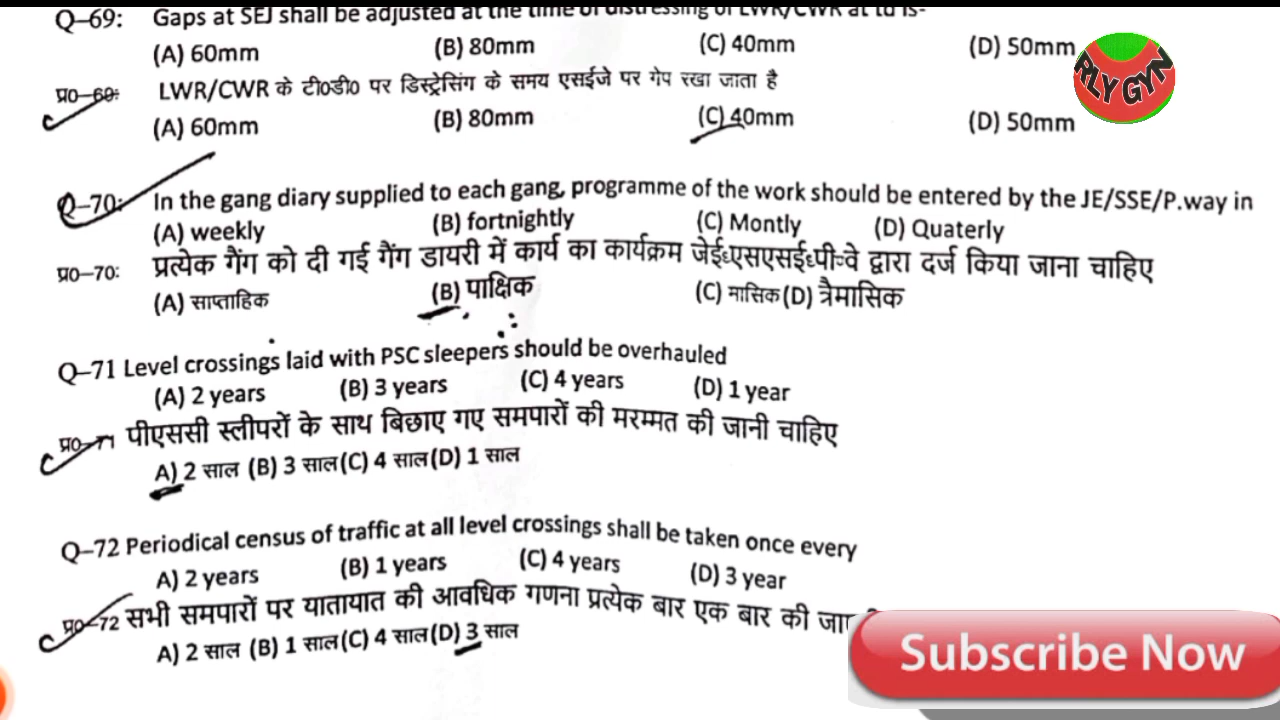 Q–69: Gaps at SEJ shall be adjusted at the time of distressing of LWR/CWR at td is-
(A) 60mm (B) 80mm (C) 40mm (D) 50mm
प्र0–69: LWR/CWR के टी0डी0 पर डिस्ट्रेसिंग के समय एसईजे पर गेप रखा जाता है
(A) 60mm (B) 80mm (C) 40mm (D) 50mm
RLY GYN
Q–70: In the gang diary supplied to each gang, programme of the work should be entered by the JE/SSE/P.way in
(A) weekly (B) fortnightly (C) Montly (D) Quaterly
प्र0–70: प्रत्येक गैंग को दी गई गैंग डायरी में कार्य का कार्यक्रम जेईध्एसएसईध्पी॰वे द्वारा दर्ज किया जाना चाहिए
(A) साप्ताहिक (B) पाक्षिक (C) मासिक (D) त्रैमासिक
Q–71 Level crossings laid with PSC sleepers should be overhauled
(A) 2 years (B) 3 years (C) 4 years (D) 1 year
प्र0–71 पीएससी स्लीपरों के साथ बिछाए गए समपारों की मरम्मत की जानी चाहिए
A) 2 साल (B) 3 साल (C) 4 साल (D) 1 साल
Q–72 Periodical census of traffic at all level crossings shall be taken once every
A) 2 years (B) 1 years (C) 4 years (D) 3 year
प्र0–72 सभी समपारों पर यातायात की आवधिक गणना प्रत्येक बार एक बार की
A) 2 साल (B) 1 साल (C) 4 साल (D) 3 साल
Subscribe Now